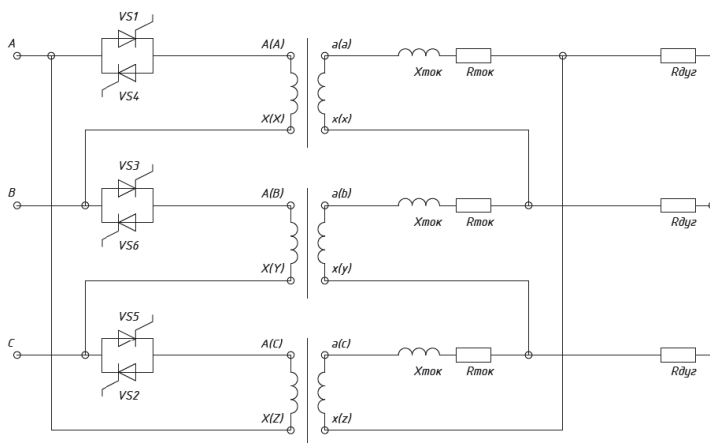 VS1
A
A(A)
a(a)
Xток
Rток
Rдуг
VS4
X(X)
x(x)
VS3
B
A(B)
a(b)
Xток
Rток
Rдуг
VS6
X(Y)
x(y)
VS5
C
A(C)
a(c)
Xток
Rток
Rдуг
VS2
X(Z)
x(z)